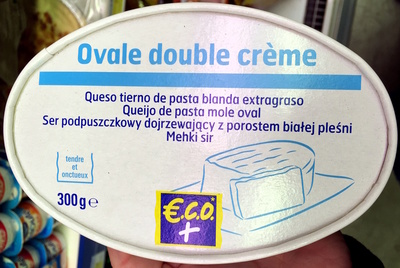 Ovale double crème
Queso tierno de pasta blanda extragraso
Queijo de pasta mole oval
Ser podpuszczkowy dojrzewający z porostem białej pleśni
Mehki sir
tendre
et
onctueux
300g e
€.C.O.*
+